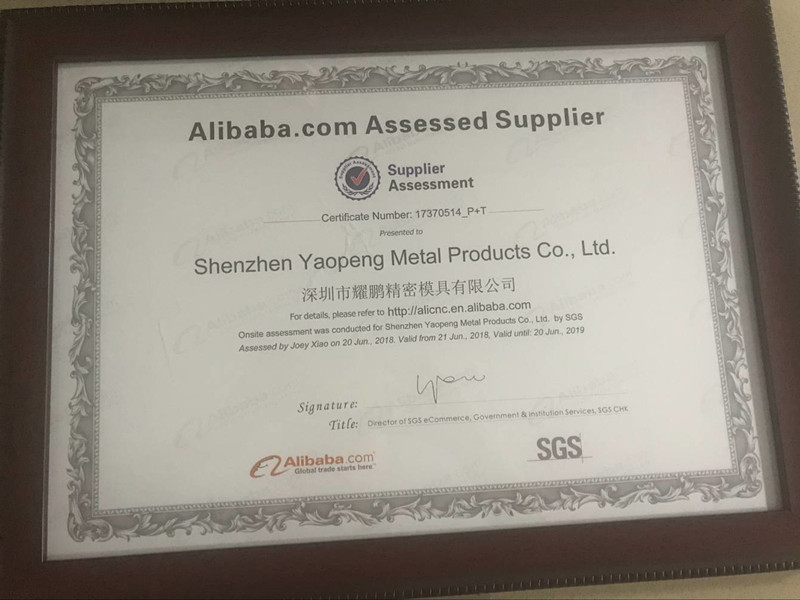 Alibaba.com Assessed Supplier
Supplier
Assessment
Certificate Number: 17370514_P+T
Presented to
Shenzhen Yaopeng Metal Products Co., Ltd.
深圳市耀鹏精密模具有限公司
For details, please refer to http://alicnc.en.alibaba.com
Onsite assessment was conducted for Shenzhen Yaopeng Metal Products Co., Ltd. by SGS
Assessed by Joey Xiao on 20 Jun., 2018, Valid from 21 Jun., 2018, Valid until: 20 Jun., 2019
Signature:
Title: Director of SGS eCommerce, Government & Institution Services, SGS CHK
Alibaba.com
Global trade starts here.™
SGS